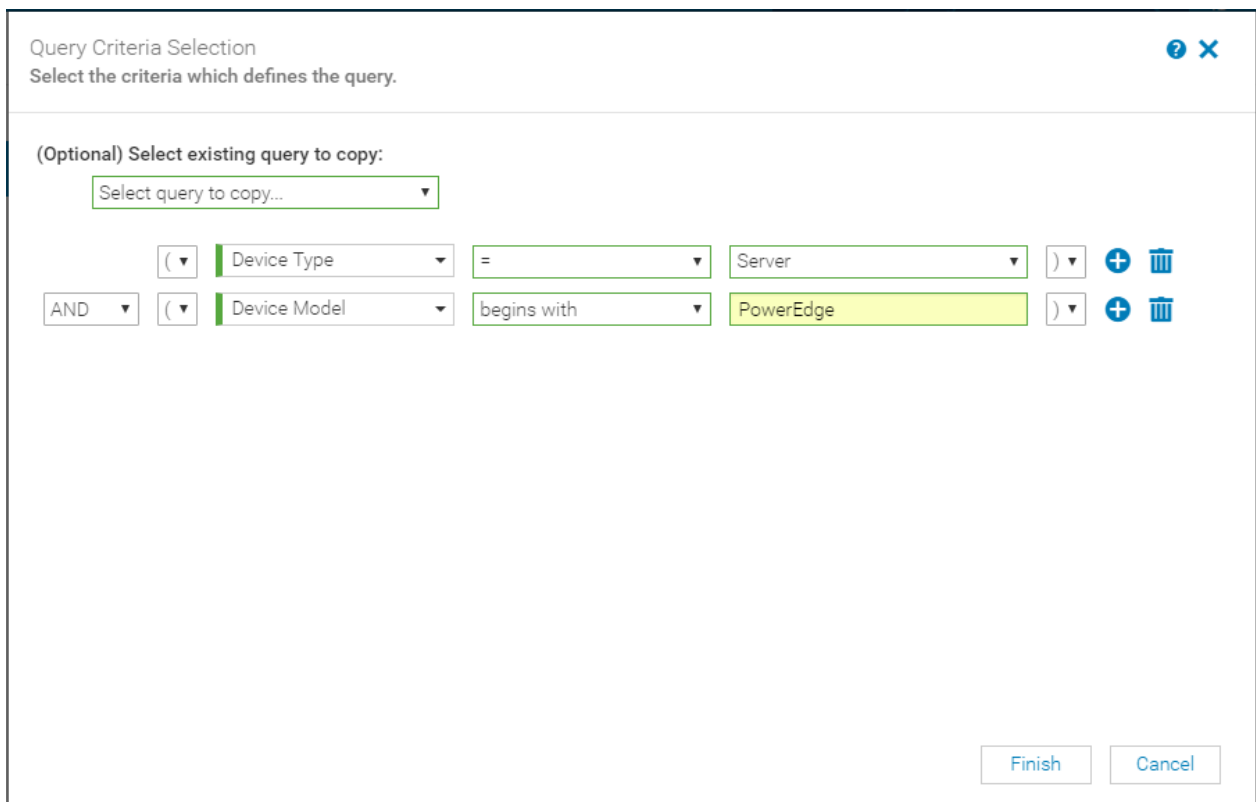 Query Criteria Selection
Select the criteria which defines the query.
(Optional) Select existing query to copy:
Select query to copy...
( Device Type = Server )
AND ( Device Model begins with PowerEdge )
Finish Cancel